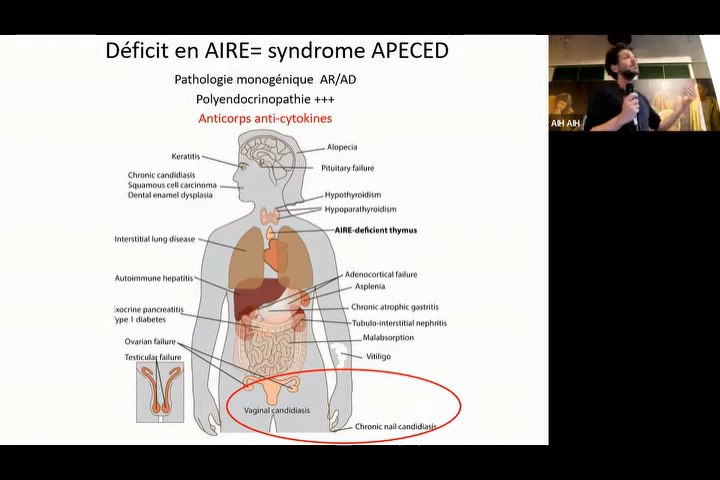 Déficit en AIRE= syndrome APECED
Pathologie monogénique AR/AD
Polyendocrinopathie +++
Anticorps anti-cytokines
Alopecia
Keratitis
Pituitary failure
Chronic candidiasis
Squamous cell carcinoma
Dental enamel dysplasia
Hypothyroidism
Hypoparathyroidism
AIRE-deficient thymus
Interstitial lung disease
Adenocortical failure
Autoimmune hepatitis
Asplenia
Chronic atrophic gastritis
xocrine pancreatitis
ype 1 diabetes
Tubulo-interstitial nephritis
Malabsorption
Ovarian failure
Testicular failure
Vitiligo
Vaginal candidiasis
Chronic nail candidiasis
AIH AIH